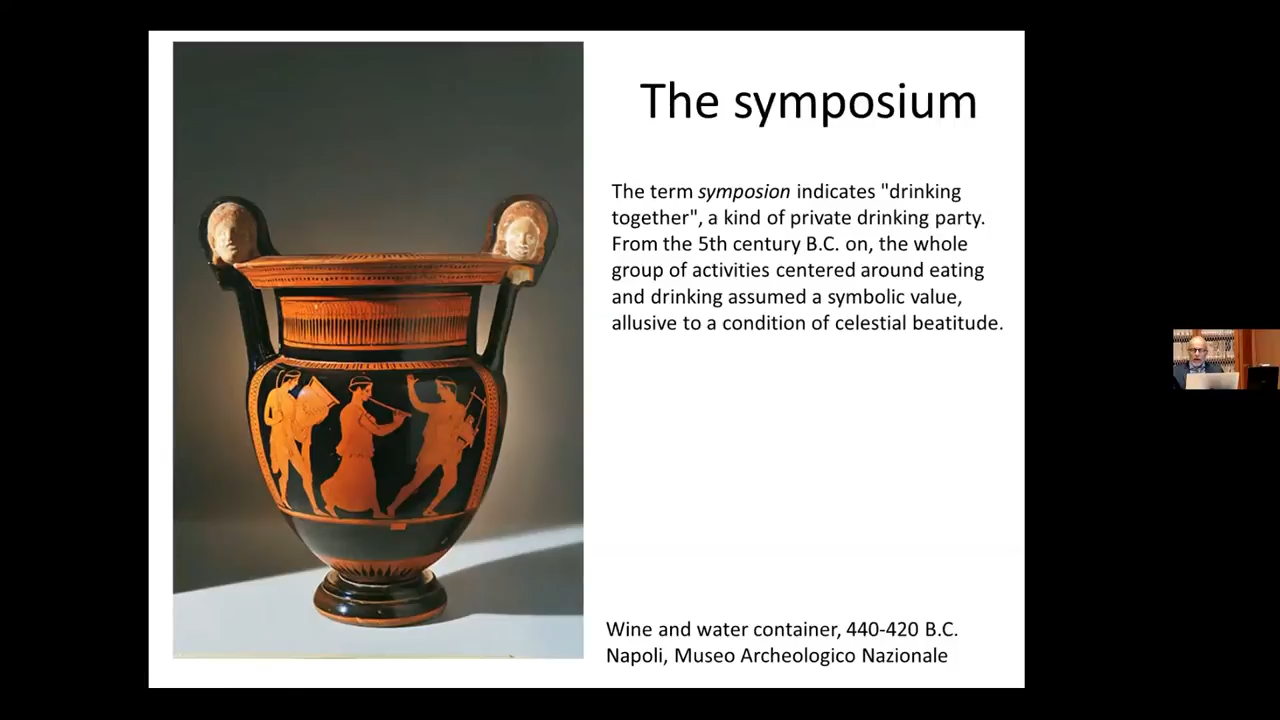 The symposium
The term symposion indicates "drinking
together", a kind of private drinking party.
From the 5th century B.C. on, the whole
group of activities centered around eating
and drinking assumed a symbolic value,
allusive to a condition of celestial beatitude.
Wine and water container, 440-420 B.C.
Napoli, Museo Archeologico Nazionale